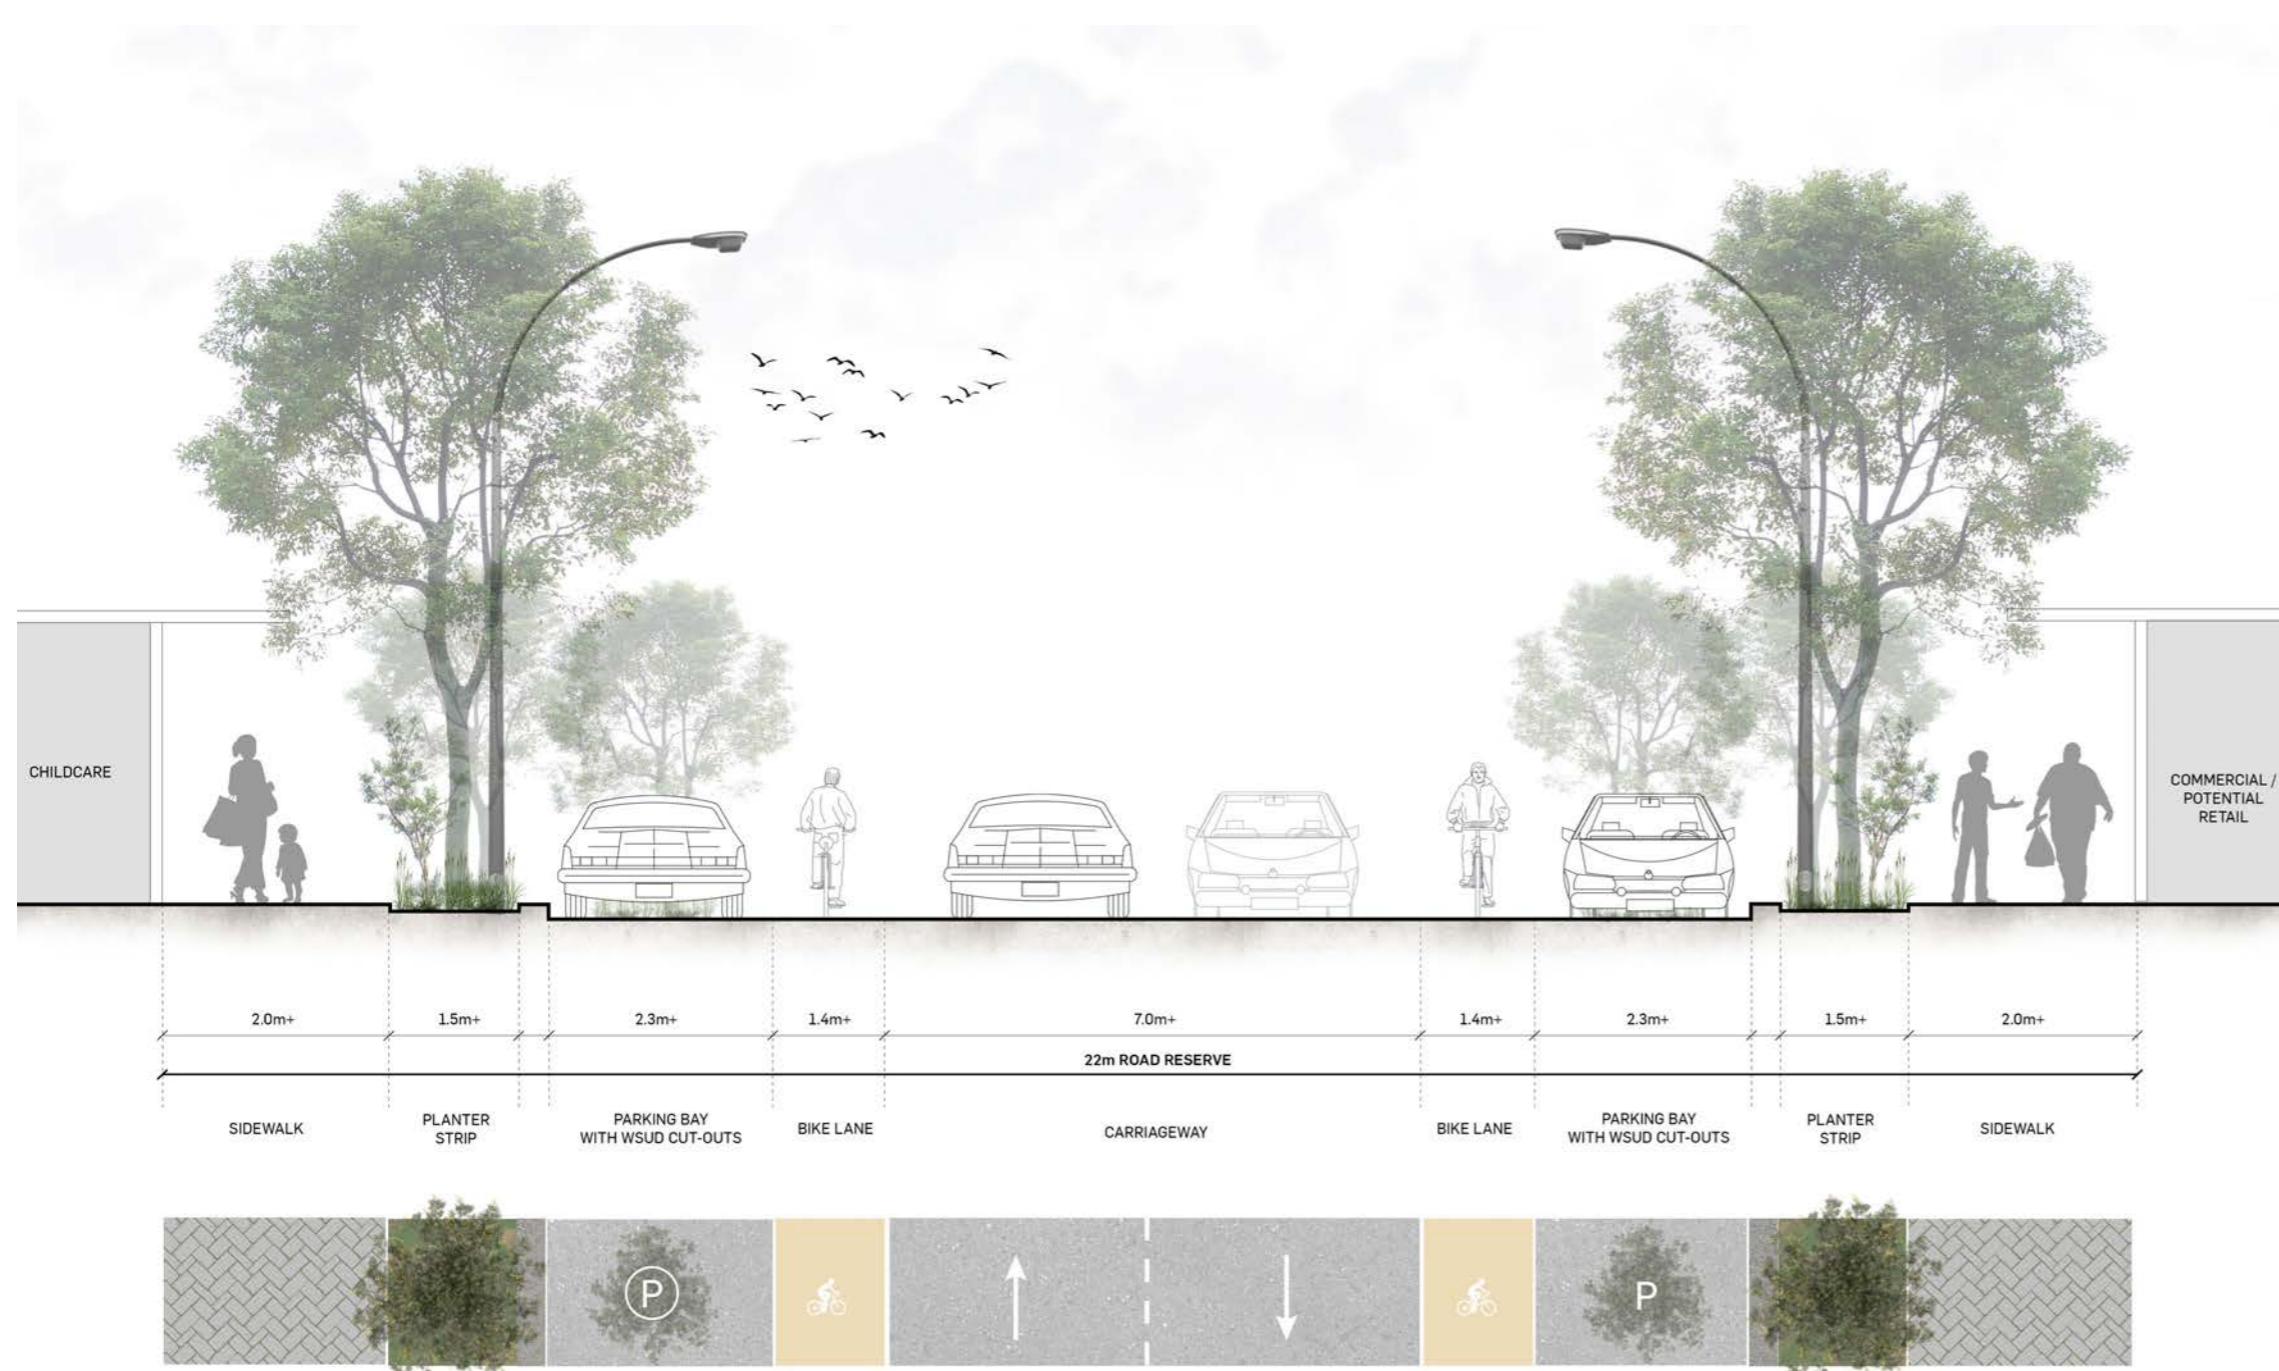 CHILDCARE
COMMERCIAL /
POTENTIAL
RETAIL
2.0m+
1.5m+
2.3m+
1.4m+
7.0m+
1.4m+
2.3m+
1.5m+
2.0m+
22m ROAD RESERVE
SIDEWALK
PLANTER
STRIP
PARKING BAY
WITH WSUD CUT-OUTS
BIKE LANE
CARRIAGEWAY
BIKE LANE
PARKING BAY
WITH WSUD CUT-OUTS
PLANTER
STRIP
SIDEWALK
P
P